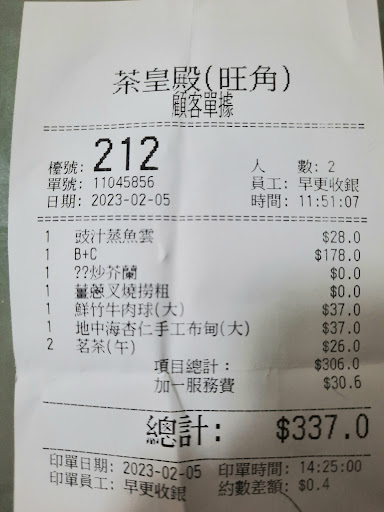 茶皇殿(旺角)
顧客單據
檯號: 212
人 數: 2
單號: 11045856
員工: 早更收銀
日期: 2023-02-05
時間: 11:51:07
1 豉汁蒸魚雲 $28.0
1 B+C $178.0
1 ??炒芥蘭 $0.0
1 薑蔥叉燒撈粗 $0.0
1 鮮竹牛肉球(大) $37.0
1 地中海杏仁手工布甸(大) $37.0
2 茗茶(午) $26.0
項目總計: $306.0
加一服務費 $30.6
總計: $337.0
印單日期: 2023-02-05 印單時間: 14:25:00
印單員工: 早更收銀 約數差額: $0.4